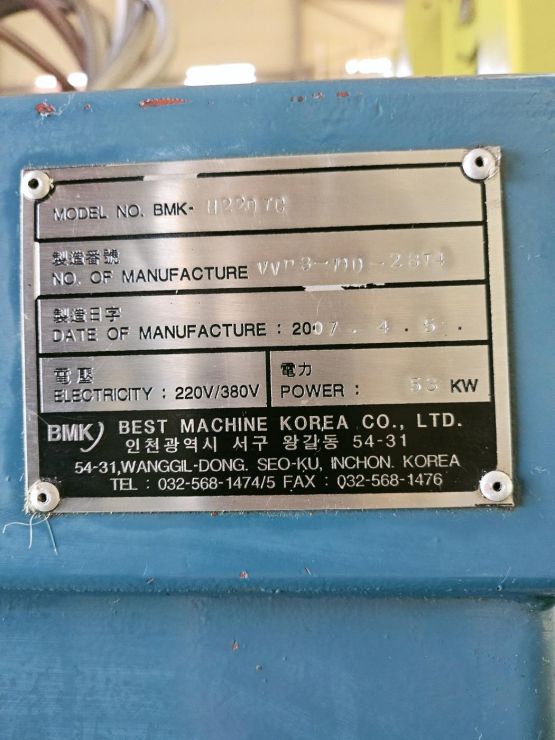 MODEL NO. BMK-
製造番號
NO. OF MANUFACTURE
製造日字
DATE OF MANUFACTURE : 2007. 4. 5.
電壓
ELECTRICITY : 220V/380V
電力
POWER : 53 KW
BMK BEST MACHINE KOREA CO., LTD.
인천광역시 서구 왕길동 54-31
54-31,WANGGIL-DONG. SEO-KU, INCHON. KOREA
TEL : 032-568-1474/5 FAX : 032-568-1476